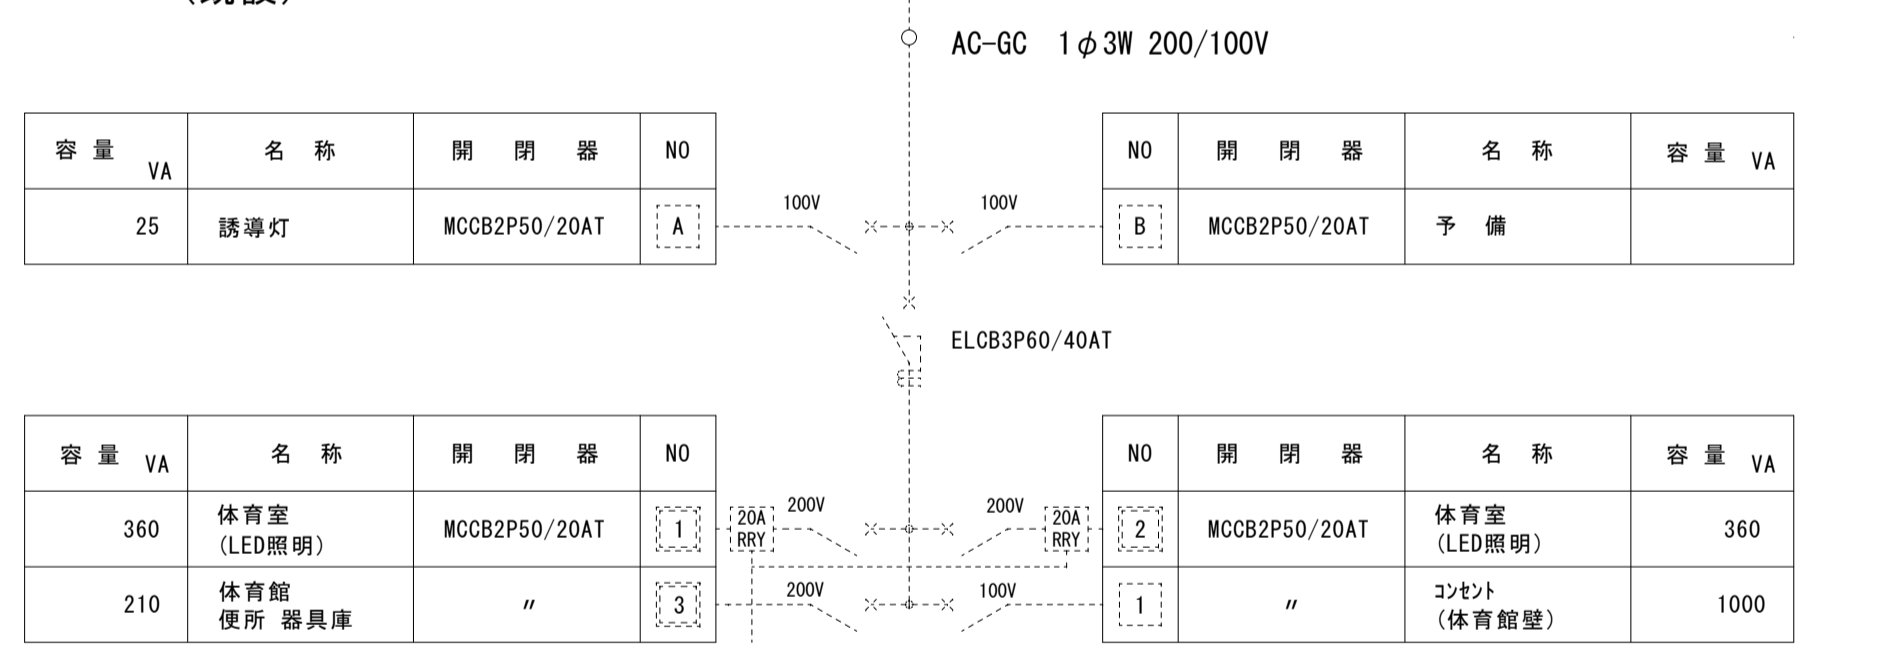 AC-GC 1φ3W 200/100V
容量 VA 名称 開閉器 NO
25 誘導灯 MCCB2P50/20AT A
100V 100V
NO 開閉器 名称 容量 VA
B MCCB2P50/20AT 予備
ELCB3P60/40AT
容量 VA 名称 開閉器 NO
360 体育室 MCCB2P50/20AT 1
(LED照明)
210 体育館 〃 3
便所 器具庫
20A
RRY
200V 200V
20A
RRY
200V 100V
NO 開閉器 名称 容量 VA
2 MCCB2P50/20AT 体育室 360
(LED照明)
1 〃 コンセント 1000
(体育館壁)